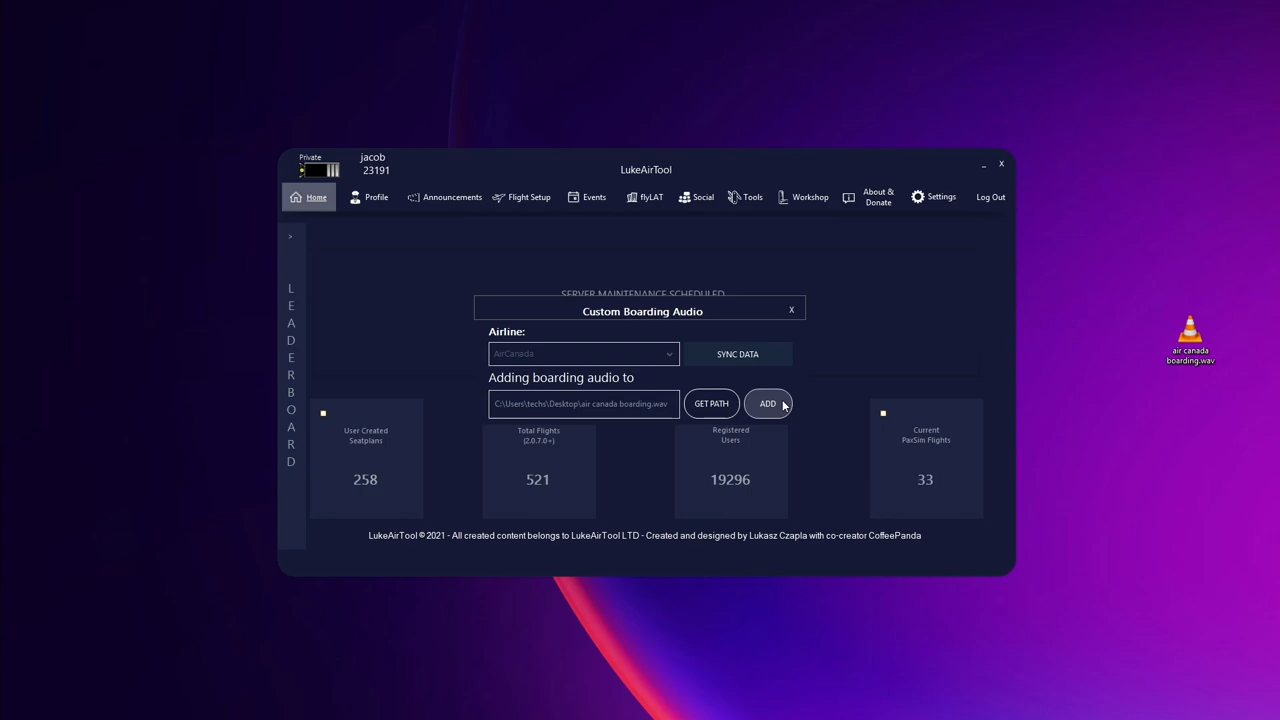 Private
jacob
23191
LukeAirTool
_
X
Home
Profile
Announcements
Flight Setup
Events
flyLAT
Social
Tools
Workshop
About &
Donate
Settings
Log Out
>
L
E
A
D
E
R
B
O
A
R
D
SERVER MAINTENANCE SCHEDULED
Custom Boarding Audio
X
Airline:
AirCanada
SYNC DATA
Adding boarding audio to
C:\Users\techs\Desktop\air canada boarding.wav
GET PATH
ADD
air canada
boarding.wav
User Created
Seatplans
258
Total Flights
(2.0.7.0+)
521
Registered
Users
19296
Current
PaxSim Flights
33
LukeAirTool © 2021 - All created content belongs to LukeAirTool LTD - Created and designed by Lukasz Czapla with co-creator CoffeePanda